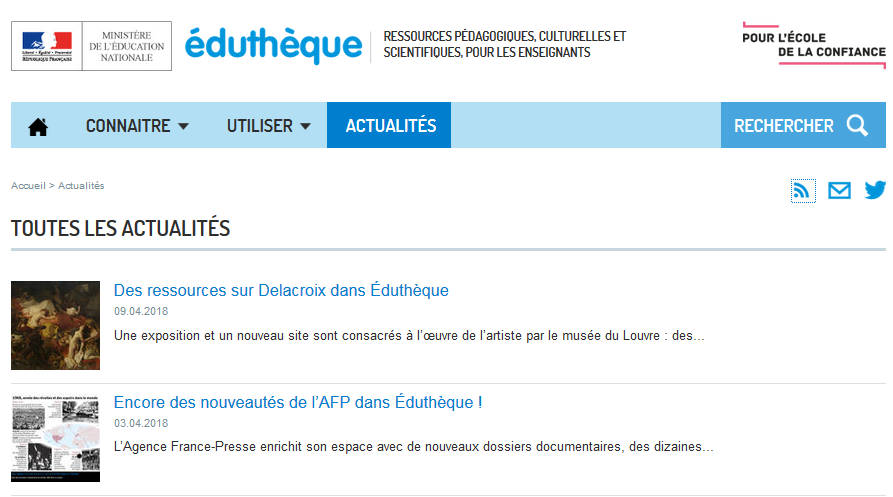 MINISTÈRE
DE L'ÉDUCATION
NATIONALE
Liberté • Égalité • Fraternité
RÉPUBLIQUE FRANÇAISE
éduthèque
RESSOURCES PÉDAGOGIQUES, CULTURELLES ET
SCIENTIFIQUES, POUR LES ENSEIGNANTS
POUR L'ÉCOLE
DE LA CONFIANCE
CONNAITRE
UTILISER
ACTUALITÉS
RECHERCHER
Accueil > Actualités
TOUTES LES ACTUALITÉS
Des ressources sur Delacroix dans Éduthèque
09.04.2018
Une exposition et un nouveau site sont consacrés à l’œuvre de l’artiste par le musée du Louvre : des...
Encore des nouveautés de l’AFP dans Éduthèque !
03.04.2018
L’Agence France-Presse enrichit son espace avec de nouveaux dossiers documentaires, des dizaines...